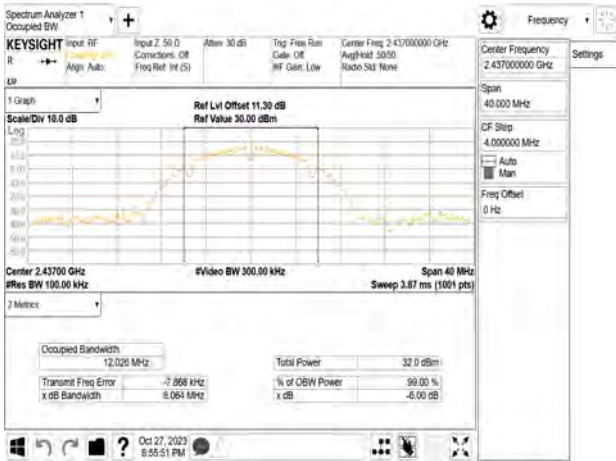 Spectrum Analyzer 1
Occupied BW
Frequency
KEYSIGHT
Input: RF
Input Z: 50 Ω
Atten: 30 dB
Trig: Free Run
Center Freq: 2.437000000 GHz
R
Corrections: Off
Gate: Off
Avg|Hold: 50/50
Align: Auto
Freq Ref: Int (S)
#IF Gain: Low
Radio Std: None
Center Frequency
2.437000000 GHz
Settings
Span
40.000 MHz
CF Step
4.000000 MHz
Auto
Man
Freq Offset
0 Hz
1 Graph
Scale/Div 10.0 dB
Ref Lvl Offset 11.30 dB
Ref Value 30.00 dBm
Log
Center 2.43700 GHz
#Video BW 300.00 kHz
Span 40 MHz
#Res BW 100.00 kHz
Sweep 3.87 ms (1001 pts)
2 Metrics
Occupied Bandwidth
12.026 MHz
Total Power
32.0 dBm
Transmit Freq Error
-7.868 kHz
% of OBW Power
99.00 %
x dB Bandwidth
8.064 MHz
x dB
-6.00 dB
?
Oct 27, 2023
8:55:51 PM